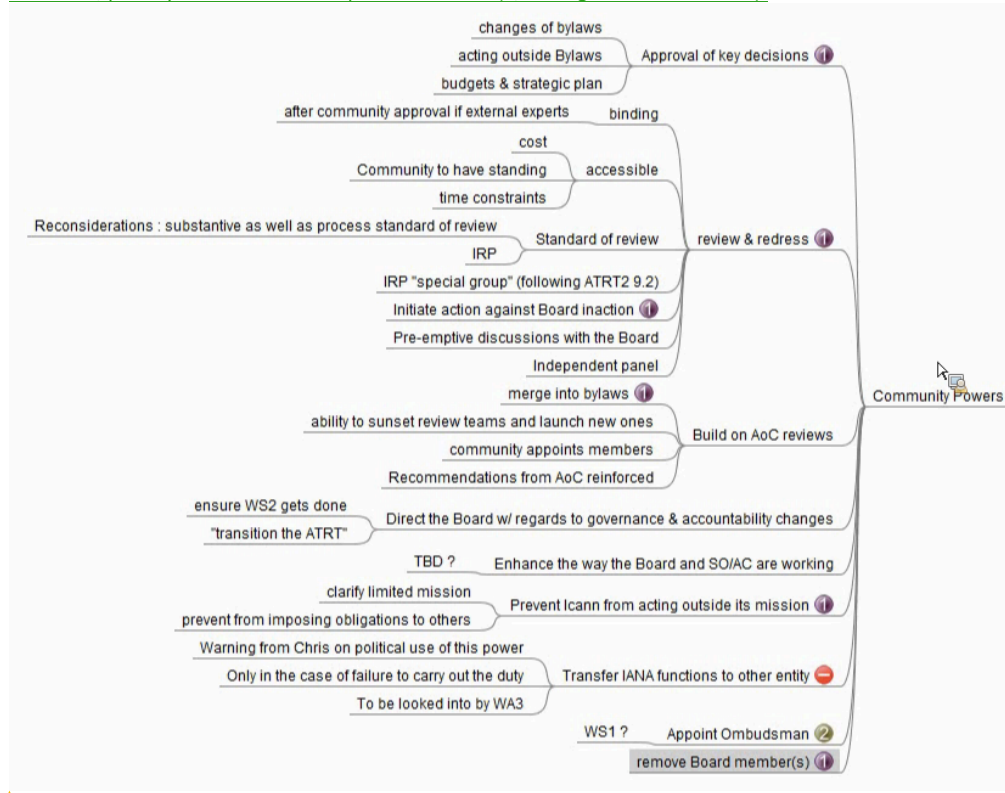 changes of bylaws
acting outside Bylaws
budgets & strategic plan
Approval of key decisions 1
after community approval if external experts
binding
cost
Community to have standing
time constraints
accessible
Reconsiderations : substantive as well as process standard of review
IRP
Standard of review
IRP "special group" (following ATRT2 9.2)
Initiate action against Board inaction 1
Pre-emptive discussions with the Board
Independent panel
review & redress 1
merge into bylaws 1
ability to sunset review teams and launch new ones
community appoints members
Recommendations from AoC reinforced
Build on AoC reviews
ensure WS2 gets done
"transition the ATRT"
Direct the Board w/ regards to governance & accountability changes
TBD ?
Enhance the way the Board and SO/AC are working
clarify limited mission
prevent from imposing obligations to others
Prevent Icann from acting outside its mission 1
Warning from Chris on political use of this power
Only in the case of failure to carry out the duty
To be looked into by WA3
Transfer IANA functions to other entity
WS1 ?
Appoint Ombudsman 2
remove Board member(s) 1
Community Powers